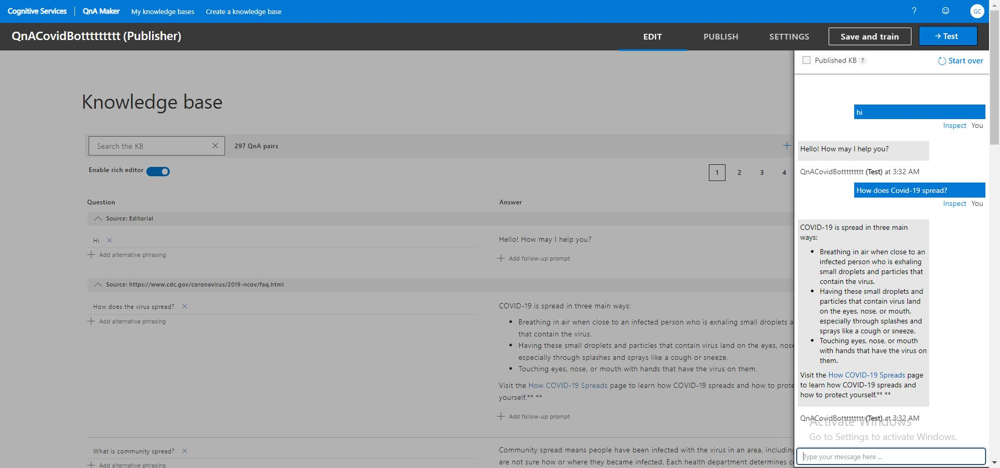 Cognitive Services | QnA Maker My knowledge bases Create a knowledge base ? GC
QnACovidBotttttttt (Publisher) EDIT PUBLISH SETTINGS Save and train → Test
Knowledge base
Search the KB × 297 QnA pairs +
Enable rich editor
1 2 3 4
Question Answer
Source: Editorial
Hi × Hello! How may I help you?
+ Add alternative phrasing
+ Add follow-up prompt
Source: https://www.cdc.gov/coronavirus/2019-ncov/faq.html
How does the virus spread? ×
+ Add alternative phrasing
COVID-19 is spread in three main ways:
• Breathing in air when close to an infected person who is exhaling small droplets a
that contain the virus.
• Having these small droplets and particles that contain virus land on the eyes, nose
especially through splashes and sprays like a cough or sneeze.
• Touching eyes, nose, or mouth with hands that have the virus on them.
Visit the How COVID-19 Spreads page to learn how COVID-19 spreads and how to prote
yourself.** **
+ Add follow-up prompt
What is community spread? ×
+ Add alternative phrasing
Community spread means people have been infected with the virus in an area, including
are not sure how or where they became infected. Each health department determines c
Published KB ? Start over
hi
Inspect You
Hello! How may I help you?
QnACovidBotttttttt (Test) at 3:32 AM
How does Covid-19 spread?
Inspect You
COVID-19 is spread in three main
ways:
• Breathing in air when close to an
infected person who is exhaling
small droplets and particles that
contain the virus.
• Having these small droplets and
particles that contain virus land
on the eyes, nose, or mouth,
especially through splashes and
sprays like a cough or sneeze.
• Touching eyes, nose, or mouth
with hands that have the virus on
them.
Visit the How COVID-19 Spreads page
to learn how COVID-19 spreads and
how to protect yourself.** **
QnACovidBotttttttt (Test) at 3:32 AM
Activate Windows
Go to Settings to activate Windows.
Type your message here ...